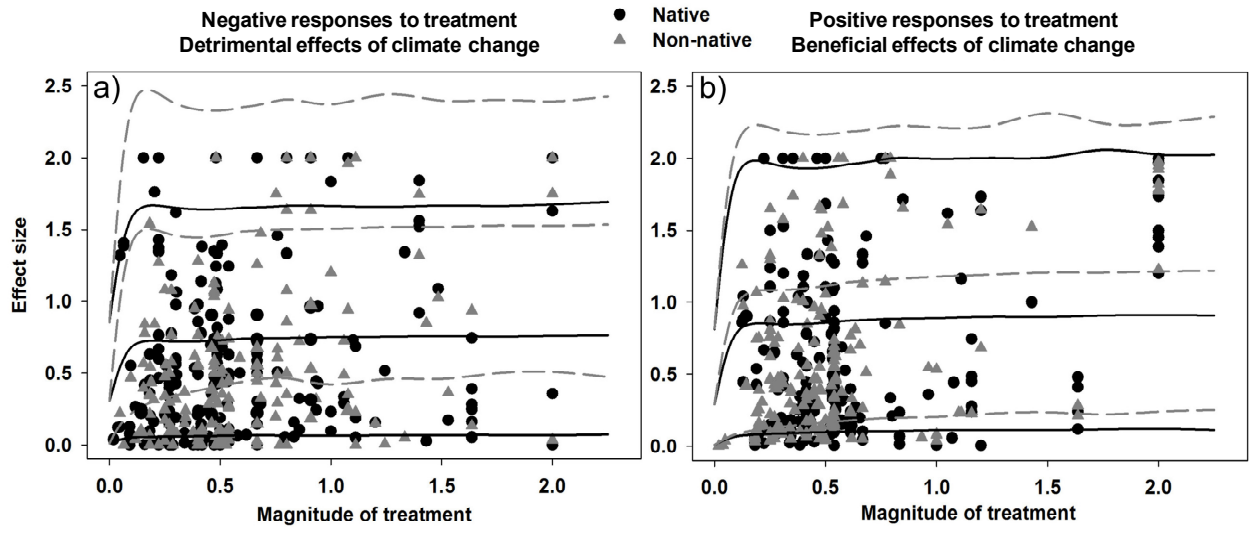 Negative responses to treatment
Detrimental effects of climate change
Native
Non-native
Positive responses to treatment
Beneficial effects of climate change
a)
b)
Effect size
2.5
2.0
1.5
1.0
0.5
0.0
2.5
2.0
1.5
1.0
0.5
0.0
0.0 0.5 1.0 1.5 2.0
0.0 0.5 1.0 1.5 2.0
Magnitude of treatment
Magnitude of treatment